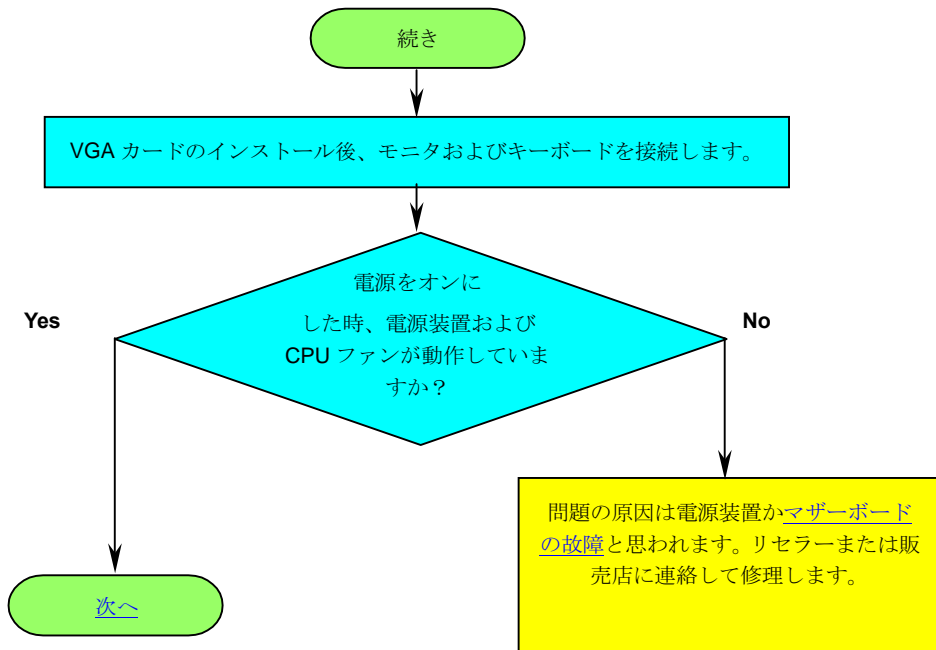 続き
VGA カードのインストール後、モニタおよびキーボードを接続します。
電源をオンに
した時、電源装置および
CPU ファンが動作していま
すか？
Yes
No
問題の原因は電源装置かマザーボード
の故障と思われます。リセラーまたは販
売店に連絡して修理します。
次へ